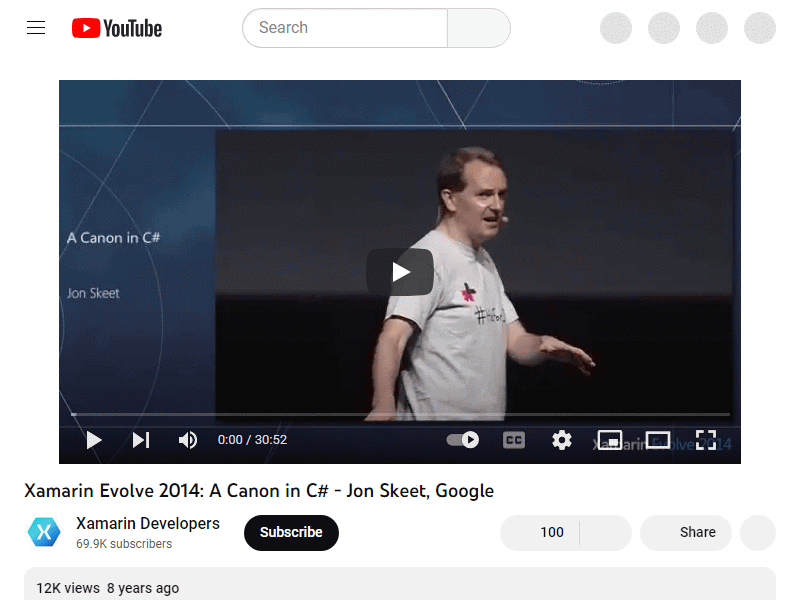 YouTube
Search
A Canon in C#
Jon Skeet
0:00 / 30:52
CC
Xamarin Evolve 2014
Xamarin Evolve 2014: A Canon in C# - Jon Skeet, Google
Xamarin Developers
69.9K subscribers
Subscribe
100
Share
12K views 8 years ago